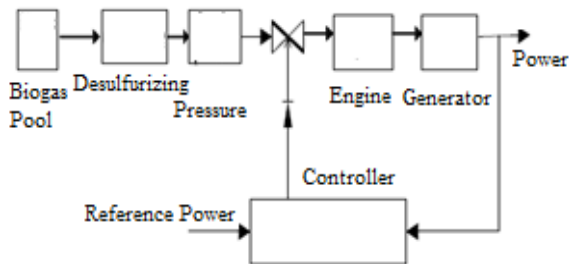 Biogas
Pool
Desulfurizing
Pressure
Engine
Generator
Power
Controller
Reference Power